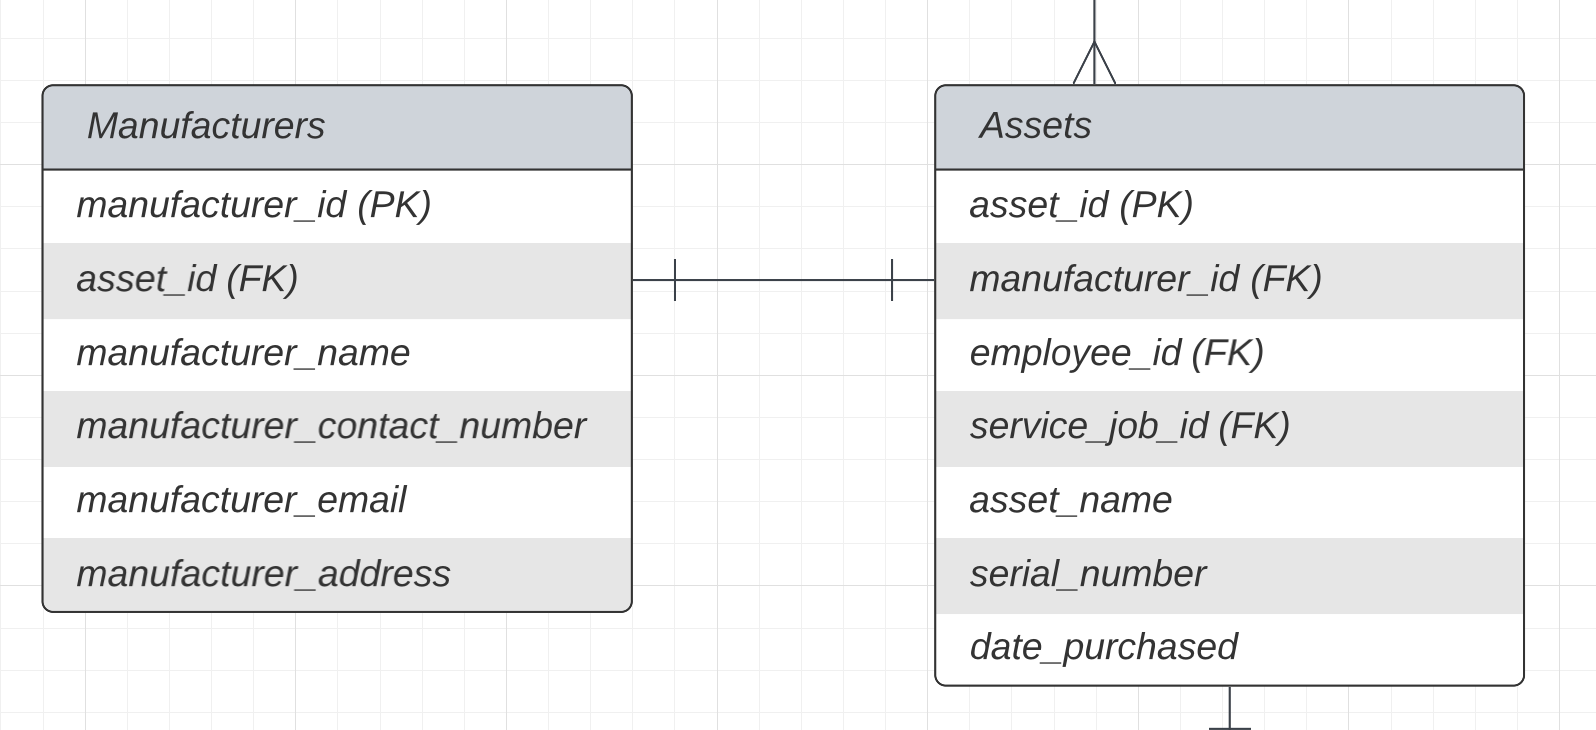 Manufacturers
manufacturer_id (PK)
asset_id (FK)
manufacturer_name
manufacturer_contact_number
manufacturer_email
manufacturer_address
Assets
asset_id (PK)
manufacturer_id (FK)
employee_id (FK)
service_job_id (FK)
asset_name
serial_number
date_purchased